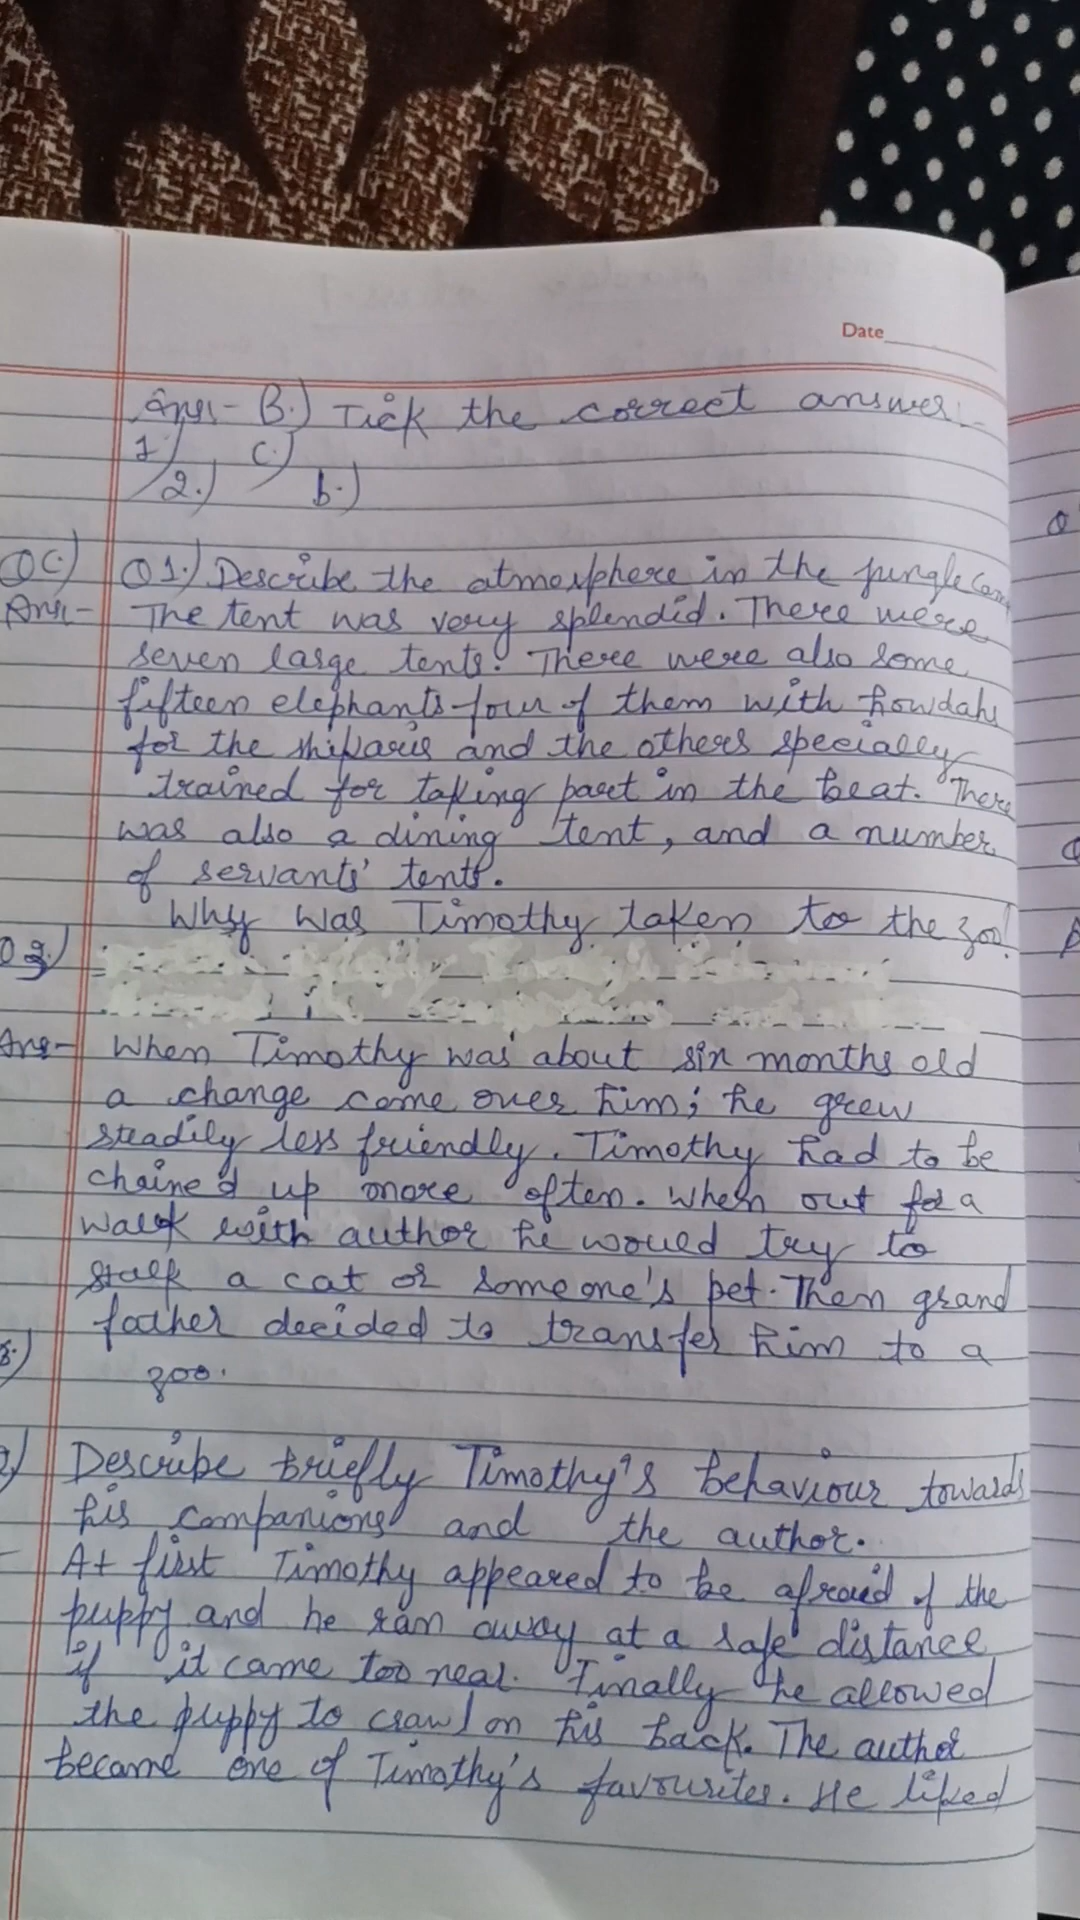 Date
Ans- B.) Tick the correct answer:-
1.) c.)
2.) b.)
Q C.) Q1.) Describe the atmosphere in the jungle
Ans- The tent was very splendid. There were
seven large tents. There were also some
fifteen elephants four of them with howdahs
for the shikaris and the others specially
trained for taking part in the beat. There
was also a dining tent, and a number
of servants' tents.
Why was Timothy taken to the zoo?
Ans- When Timothy was about six months old
a change come over him; he grew
steadily less friendly. Timothy had to be
chained up more often. When out for a
walk with author he would try to
stalk a cat or someone's pet. Then grand
father decided to transfer him to a
zoo.
Describe briefly Timothy's behaviour towards
his companions and the author.
At first Timothy appeared to be afraid of the
puppy and he ran away at a safe distance
if it came too near. Finally he allowed
the puppy to crawl on his back. The author
became one of Timothy's favourites. He liked